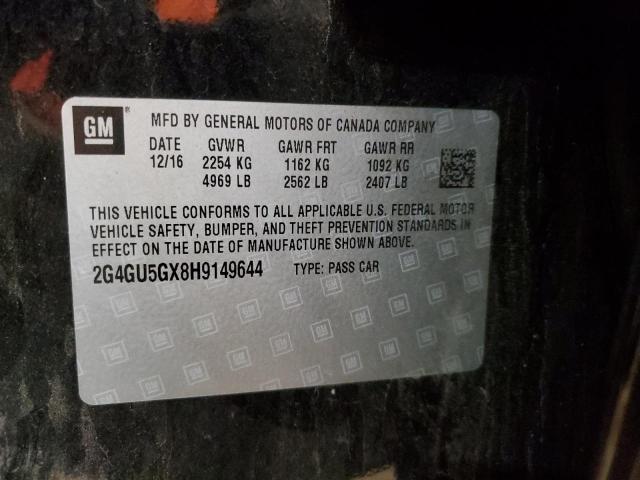 GM ® MFD BY GENERAL MOTORS OF CANADA COMPANY
DATE GVWR GAWR FRT GAWR RR
12/16 2254 KG 1162 KG 1092 KG
4969 LB 2562 LB 2407 LB
THIS VEHICLE CONFORMS TO ALL APPLICABLE U.S. FEDERAL MOTOR
VEHICLE SAFETY, BUMPER, AND THEFT PREVENTION STANDARDS IN
EFFECT ON THE DATE OF MANUFACTURE SHOWN ABOVE.
2G4GU5GX8H9149644 TYPE: PASS CAR